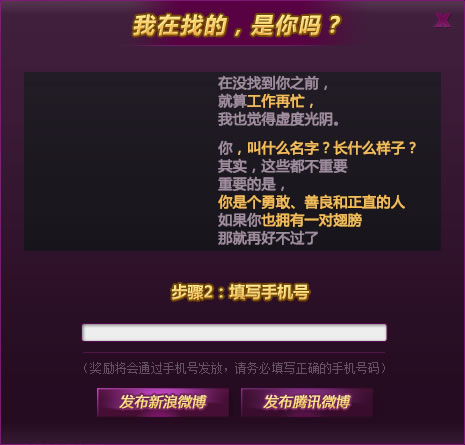 我在找的，是你吗？
在没找到你之前，
就算工作再忙，
我也觉得虚度光阴。
你，叫什么名字？长什么样子？
其实，这些都不重要
重要的是，
你是个勇敢、善良和正直的人
如果你也拥有一对翅膀
那就再好不过了
步骤2：填写手机号
（奖励将会通过手机号发放，请务必填写正确的手机号码）
发布新浪微博 发布腾讯微博